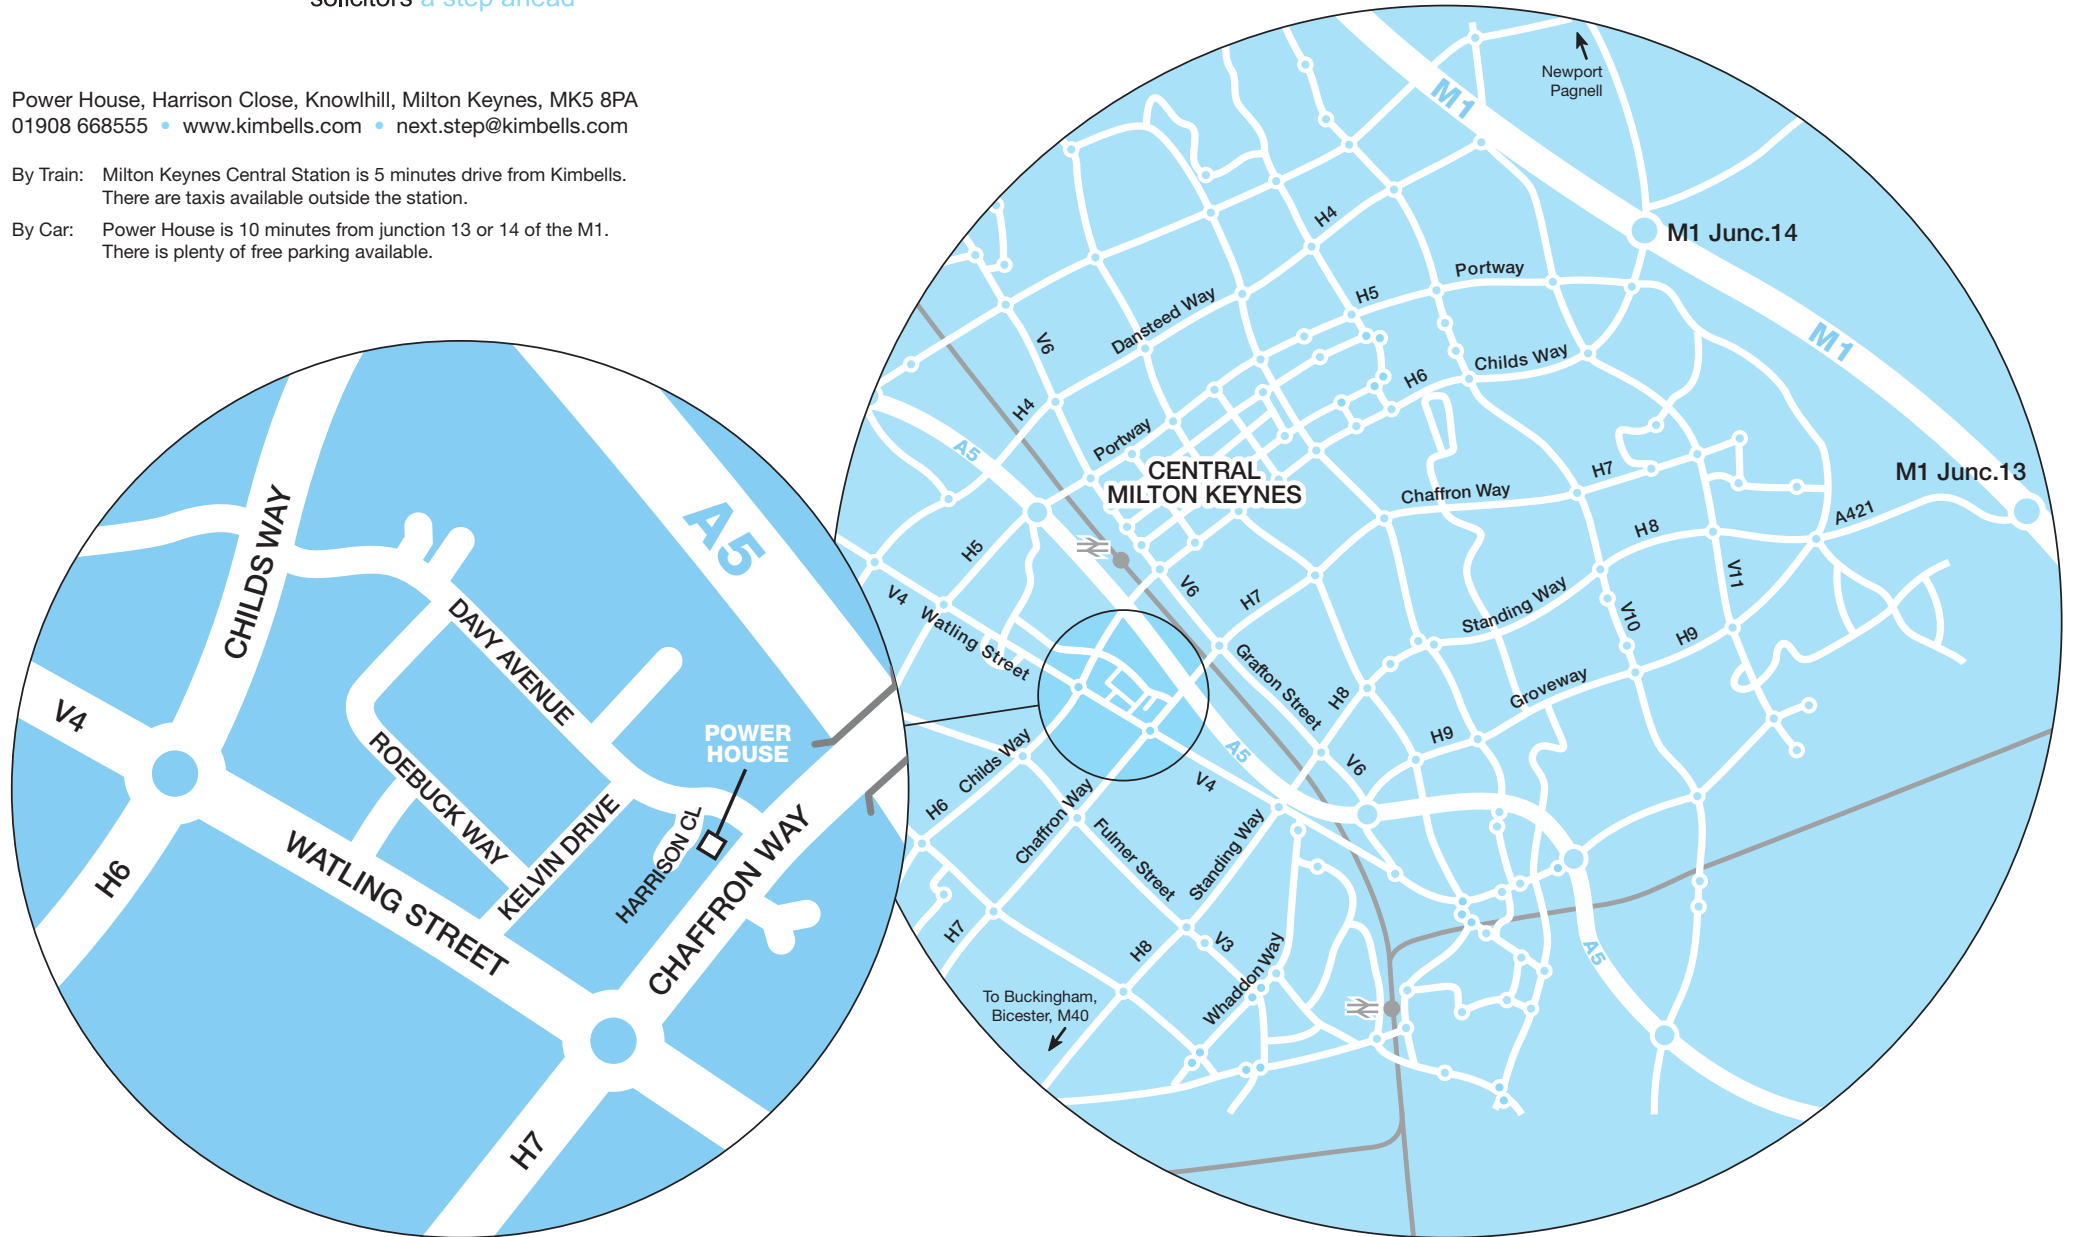 solicitors a step ahead
Power House, Harrison Close, Knowlhill, Milton Keynes, MK5 8PA
01908 668555 • www.kimbells.com • next.step@kimbells.com
By Train: Milton Keynes Central Station is 5 minutes drive from Kimbells.
There are taxis available outside the station.
By Car: Power House is 10 minutes from junction 13 or 14 of the M1.
There is plenty of free parking available.
CHILDS WAY
A5
DAVY AVENUE
V4
ROEBUCK WAY
POWER
HOUSE
KELVIN DRIVE
HARRISON CL
CHAFFRON WAY
H6
WATLING STREET
H7
Newport
Pagnell
M1
M1 Junc.14
H4
Portway
H5
Dansteed Way
V6
M1
Childs Way
H6
H4
Portway
A5
CENTRAL
MILTON KEYNES
H7
Chaffron Way
M1 Junc.13
A421
H8
H5
V11
V6
H7
V4
Watling Street
Standing Way
V10
H9
Grafton Street
H8
Groveway
H9
A5
V6
V4
Childs Way
H6
Chaffron Way
Fulmer Street
Standing Way
H7
H8
V3
Whaddon Way
A5
To Buckingham,
Bicester, M40